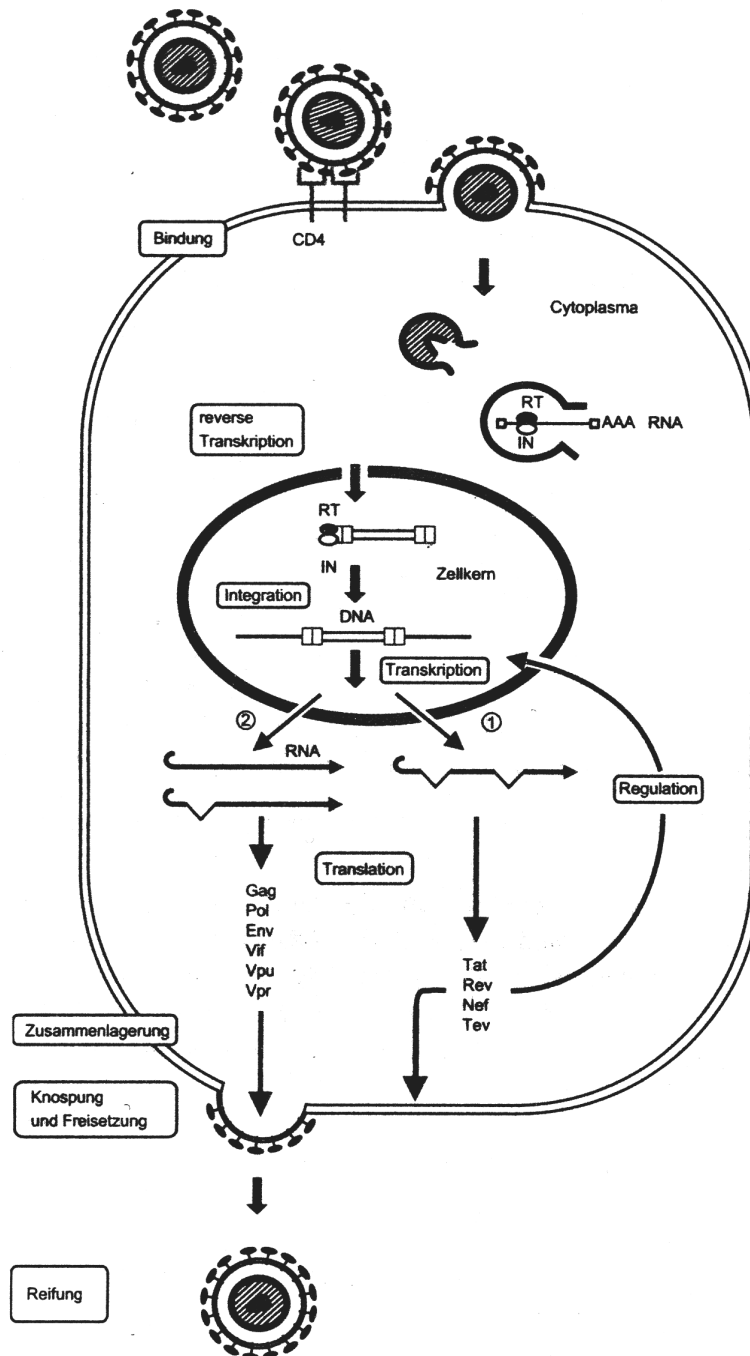 Bindung
CD4
Cytoplasma
reverse
Transkription
RT
AAA RNA
IN
RT
IN
Zellkern
Integration
DNA
Transkription
②
①
RNA
Regulation
Translation
Gag
Pol
Env
Vif
Vpu
Vpr
Tat
Rev
Nef
Tev
Zusammenlagerung
Knospung
und Freisetzung
Reifung